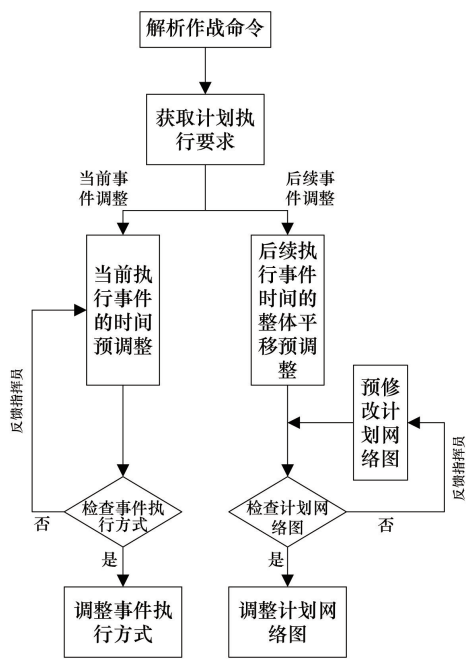 解析作战命令
获取计划执
行要求
当前事
件调整
后续事
件调整
当前执
行事件
的时间
预调整
后续执
行事件
时间的
整体平
移预调
整
预修
改计
划网
络图
反馈指挥员
反馈指挥员
检查事件执
行方式
检查计划网
络图
否
否
是
是
调整事件执
行方式
调整计划网
络图